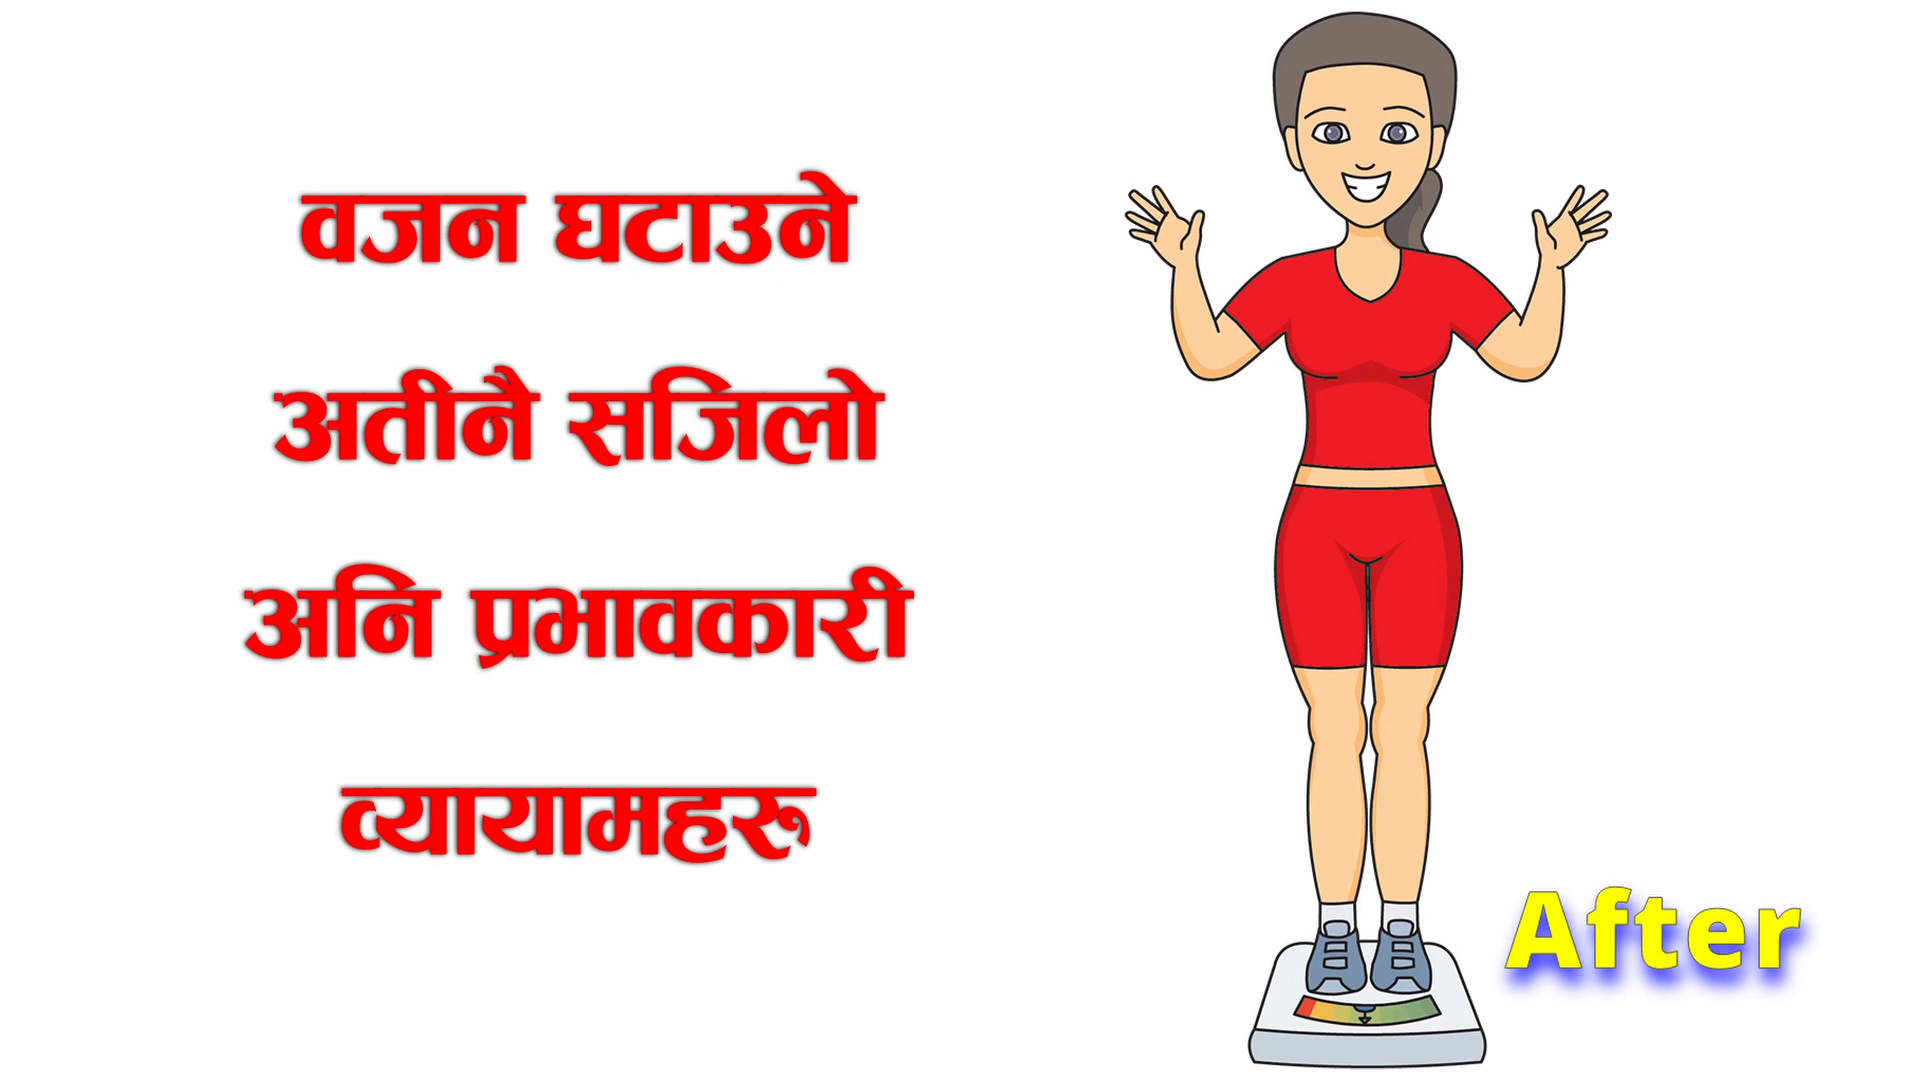 वजन घटाउने
अतीनै सजिलो
अनि प्रभावकारी
व्यायामहरु
After